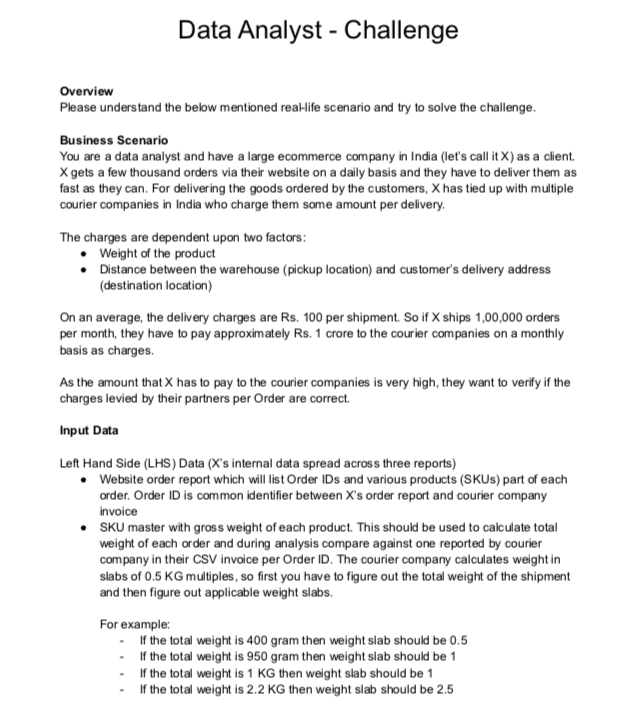 Data Analyst - Challenge
Overview
Please understand the below mentioned real-life scenario and try to solve the challenge.
Business Scenario
You are a data analyst and have a large ecommerce company in India (let's call it X) as a client.
X gets a few thousand orders via their website on a daily basis and they have to deliver them as
fast as they can. For delivering the goods ordered by the customers, X has tied up with multiple
courier companies in India who charge them some amount per delivery.
The charges are dependent upon two factors:
● Weight of the product
● Distance between the warehouse (pickup location) and customer's delivery address
(destination location)
On an average, the delivery charges are Rs. 100 per shipment. So if X ships 1,00,000 orders
per month, they have to pay approximately Rs. 1 crore to the courier companies on a monthly
basis as charges.
As the amount that X has to pay to the courier companies is very high, they want to verify if the
charges levied by their partners per Order are correct.
Input Data
Left Hand Side (LHS) Data (X's internal data spread across three reports)
● Website order report which will list Order IDs and various products (SKUs) part of each
order. Order ID is common identifier between X's order report and courier company
invoice
● SKU master with gross weight of each product. This should be used to calculate total
weight of each order and during analysis compare against one reported by courier
company in their CSV invoice per Order ID. The courier company calculates weight in
slabs of 0.5 KG multiples, so first you have to figure out the total weight of the shipment
and then figure out applicable weight slabs.
For example:
- If the total weight is 400 gram then weight slab should be 0.5
- If the total weight is 950 gram then weight slab should be 1
- If the total weight is 1 KG then weight slab should be 1
- If the total weight is 2.2 KG then weight slab should be 2.5